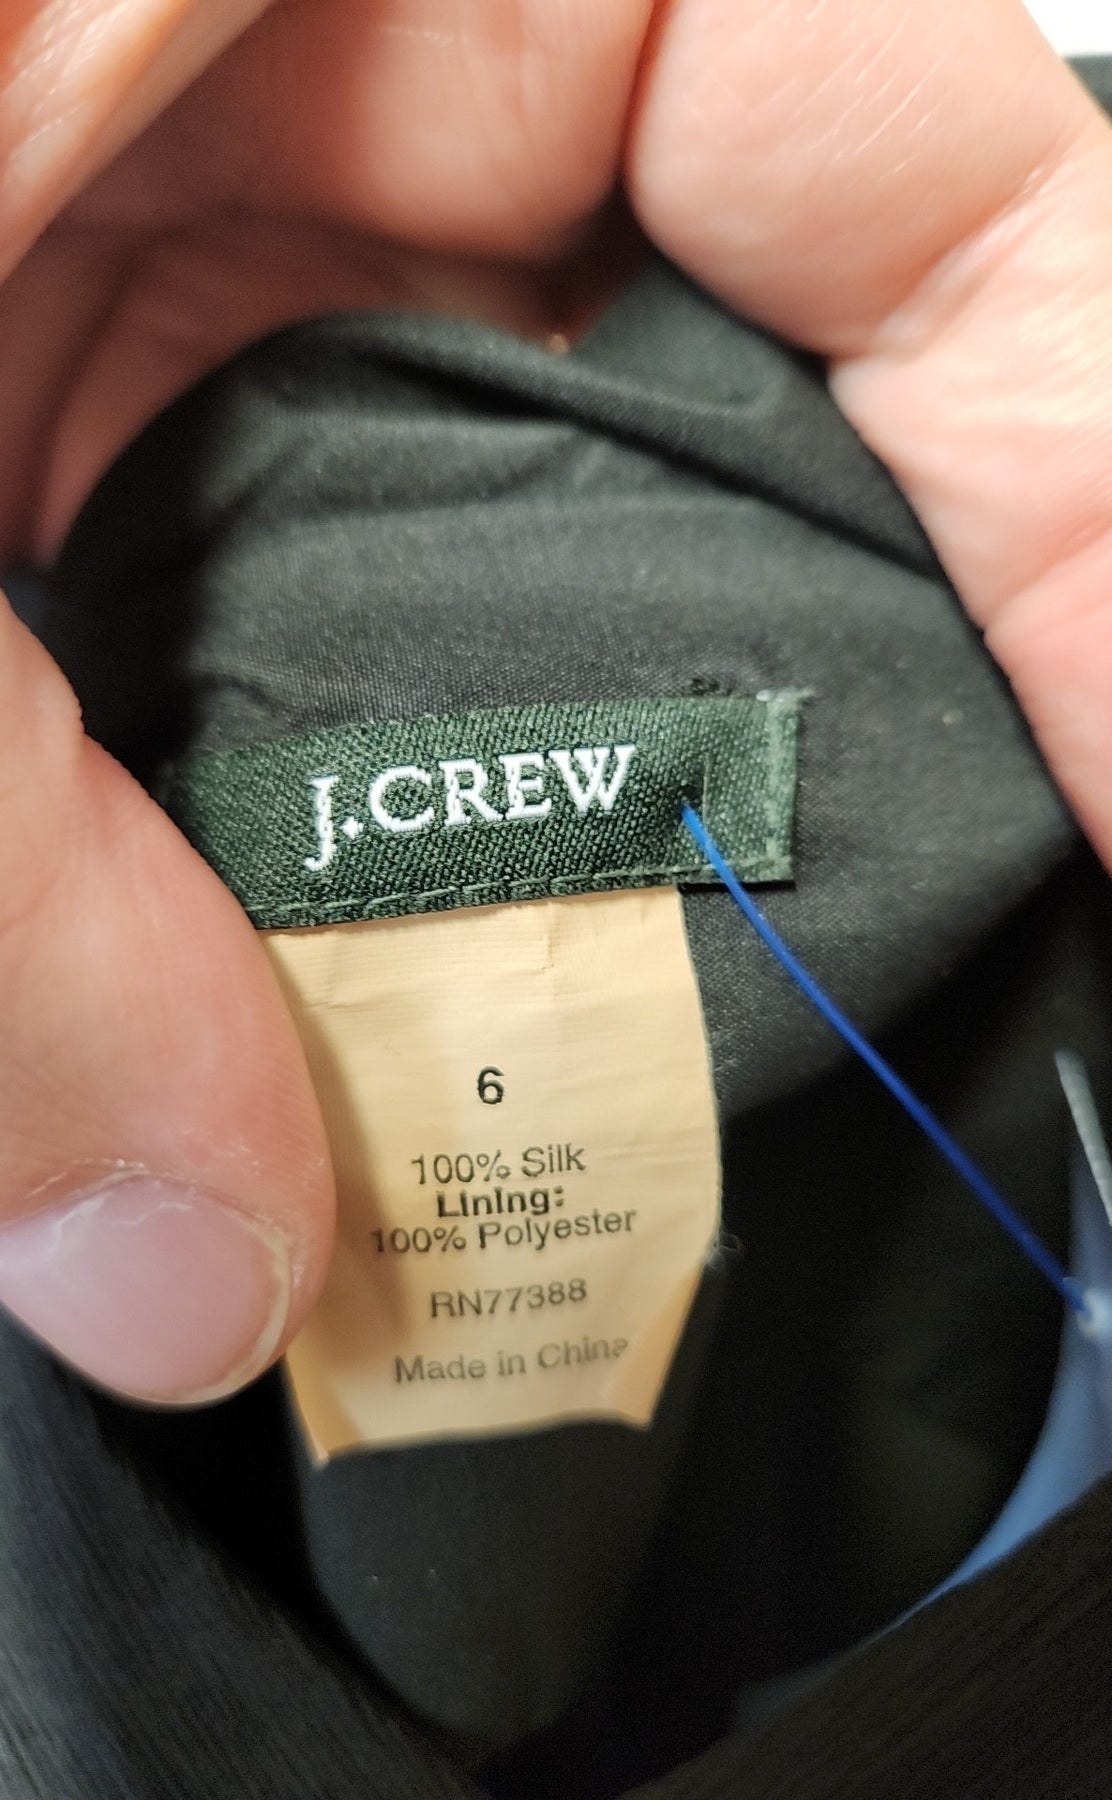 J.CREW
6
100% Silk
Lining:
100% Polyester
RN77388
Made in China